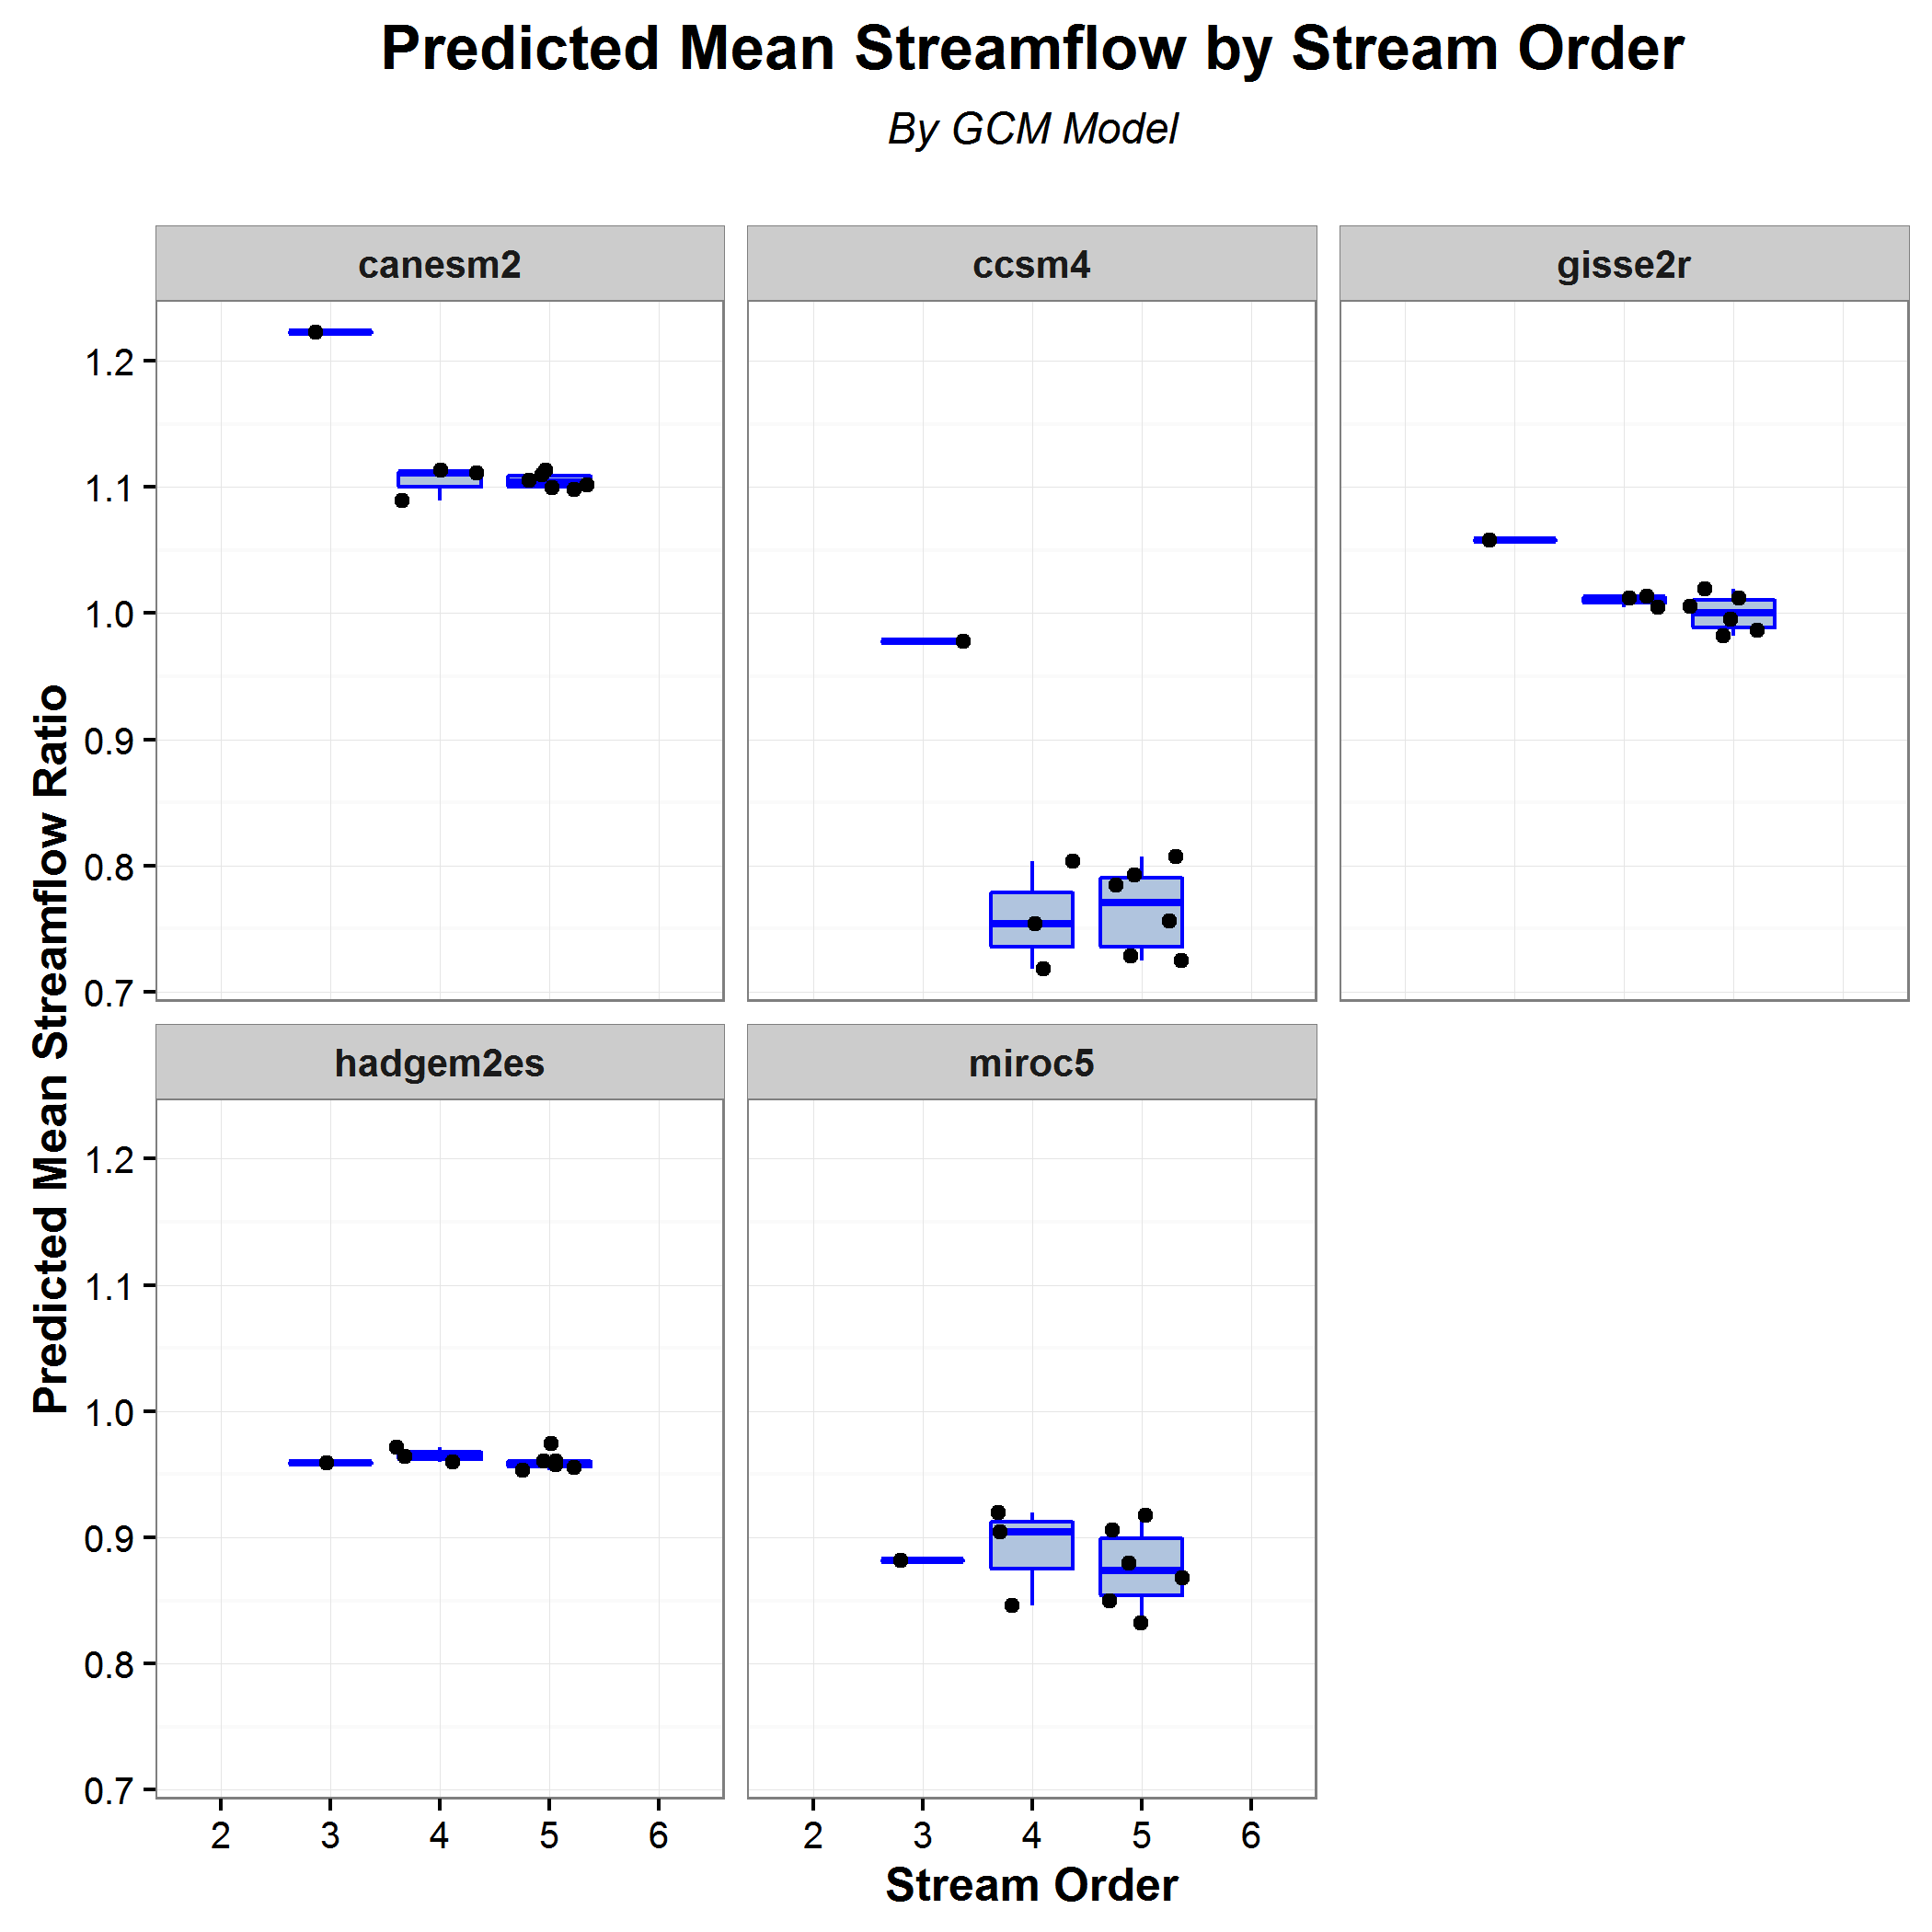 Predicted Mean Streamflow by Stream Order
By GCM Model
canesm2
ccsm4
gisse2r
1.2
1.1
1.0
0.9
0.8
0.7
Predicted Mean Streamflow Ratio
hadgem2es
miroc5
1.2
1.1
1.0
0.9
0.8
0.7
2 3 4 5 6
2 3 4 5 6
Stream Order